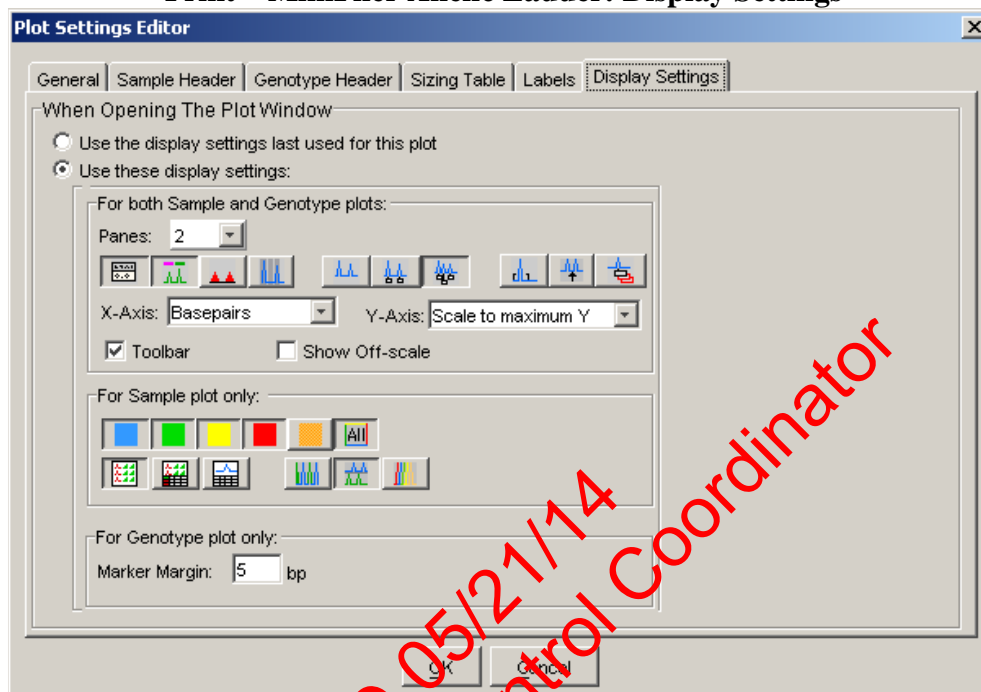 Plot Settings Editor
General Sample Header Genotype Header Sizing Table Labels Display Settings
When Opening The Plot Window
Use the display settings last used for this plot
Use these display settings:
For both Sample and Genotype plots:
Panes: 2
X-Axis: Basepairs Y-Axis: Scale to maximum Y
Toolbar Show Off-scale
For Sample plot only:
All
For Genotype plot only:
Marker Margin: 5 bp
OK Cancel
05/21/14
Coordinator